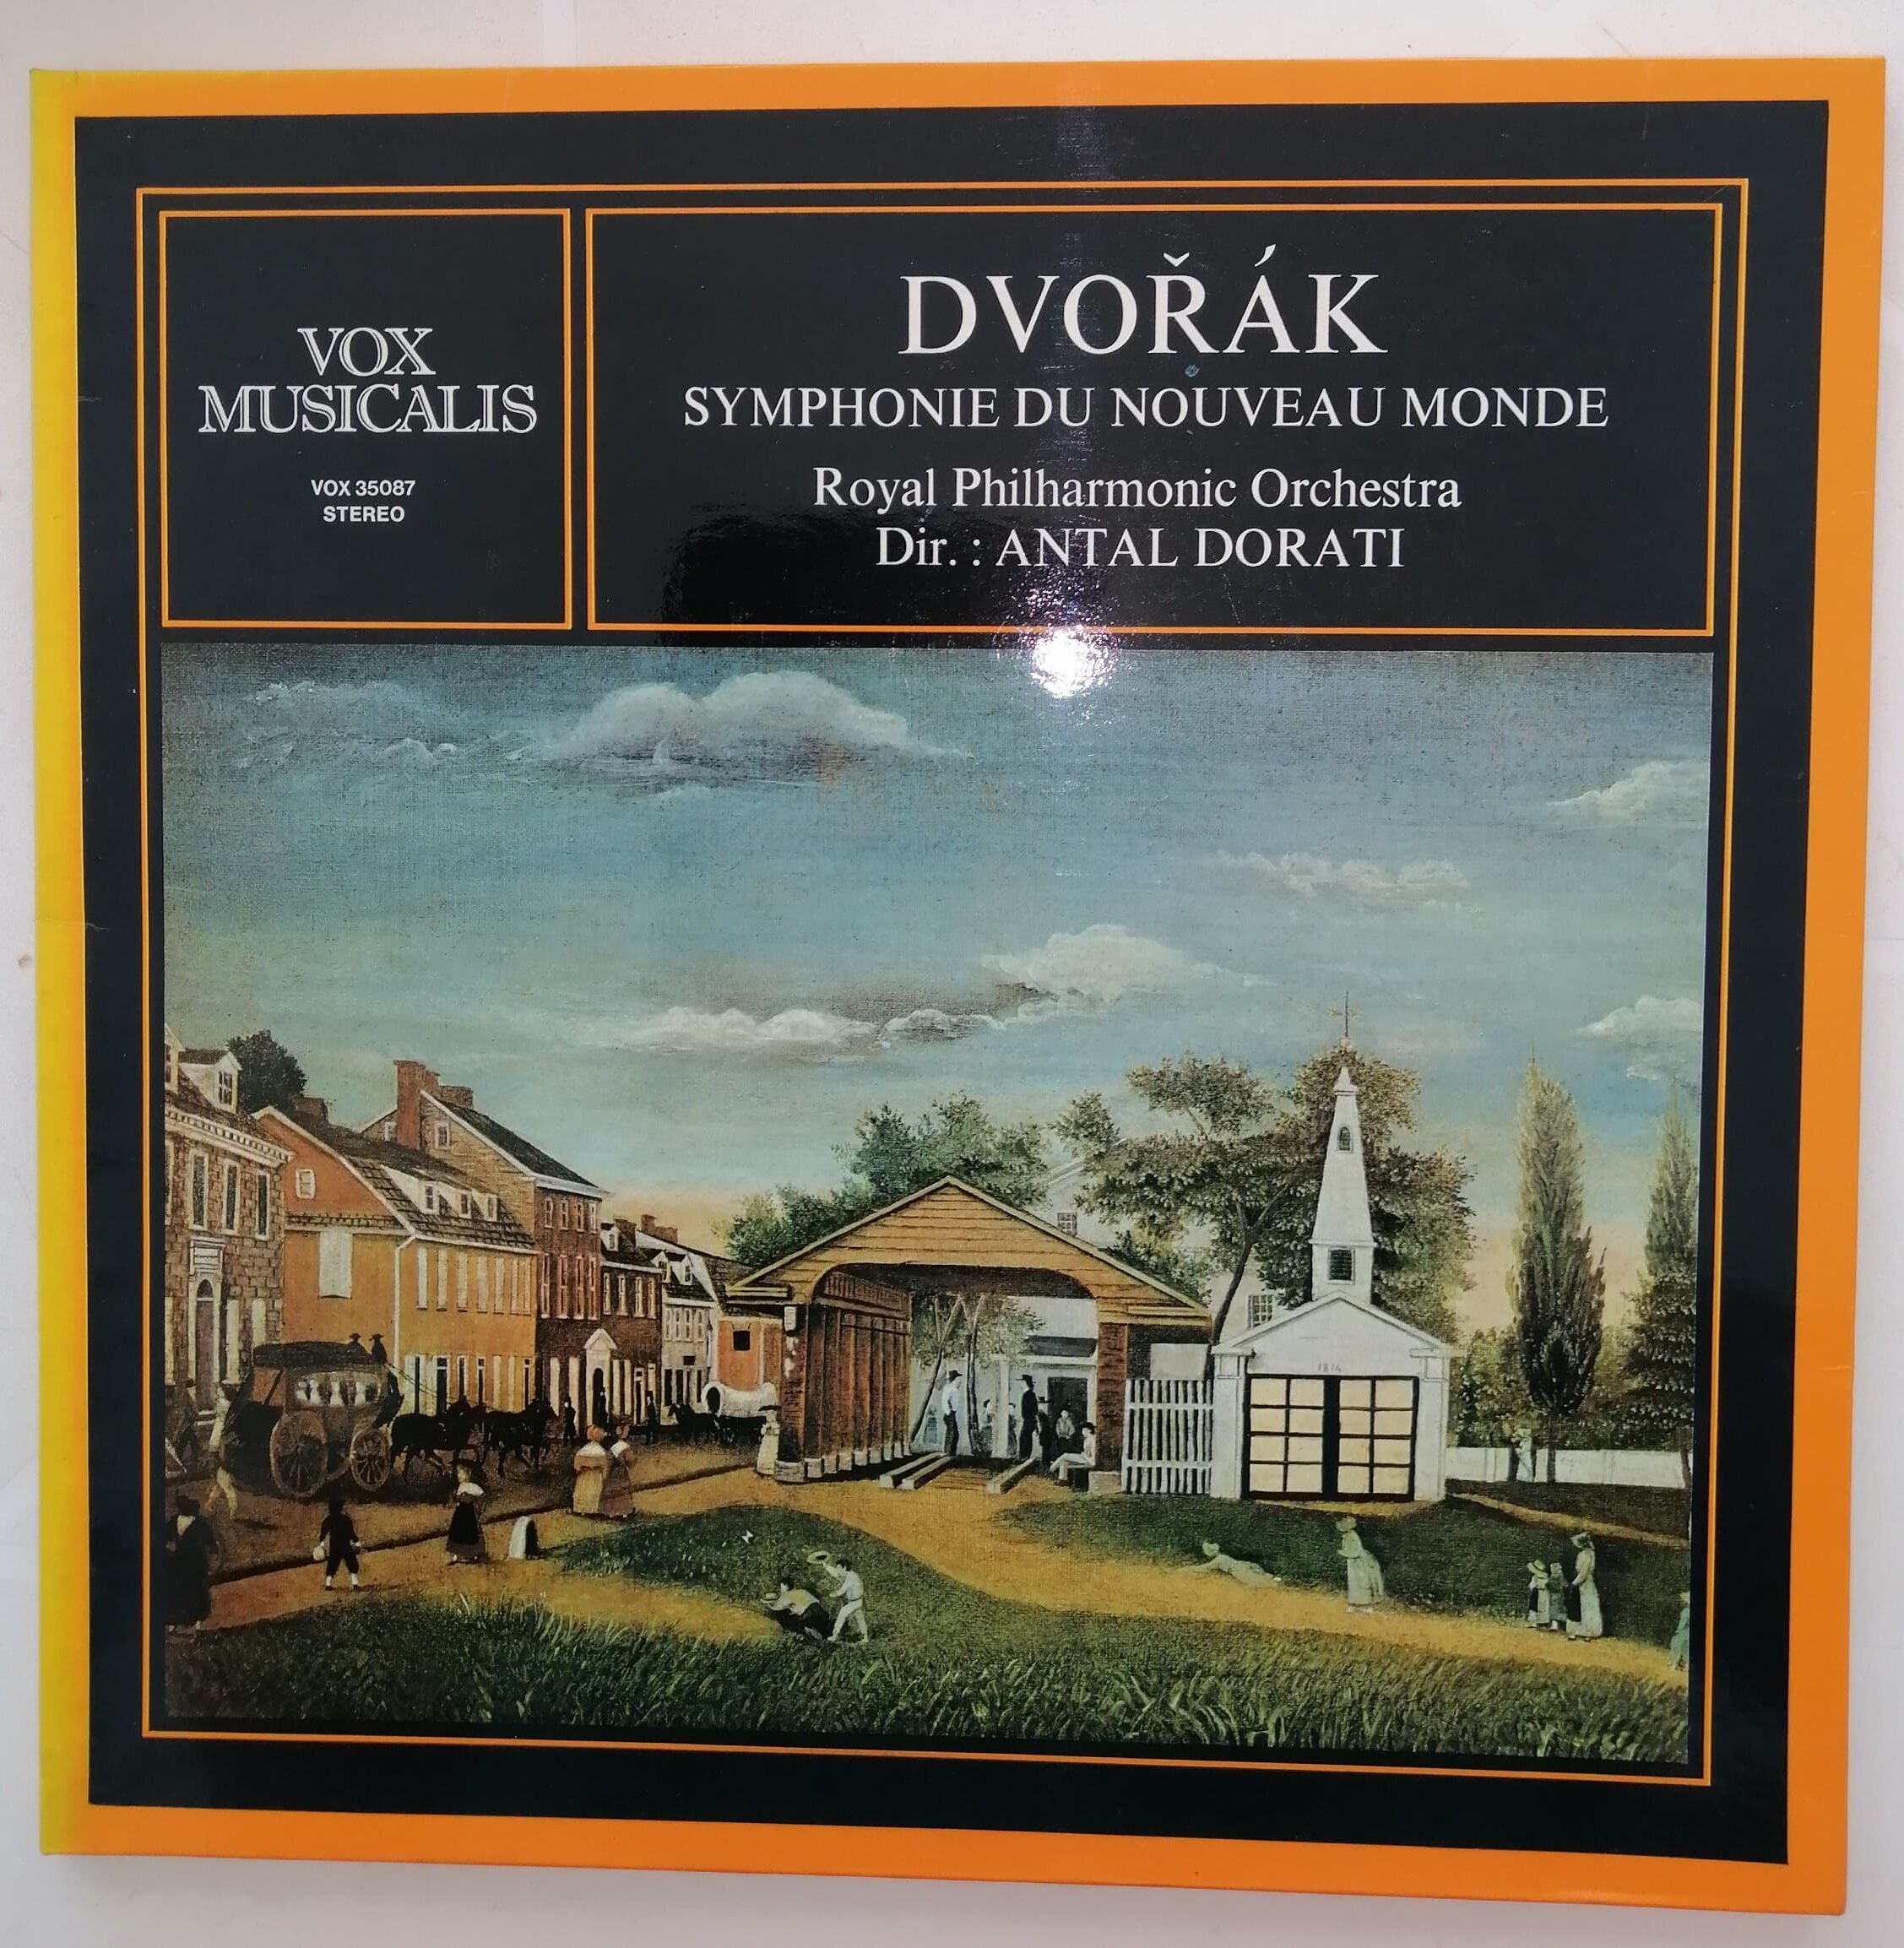 VOX
MUSICALIS
VOX 35087
STEREO
DVOŘÁK
SYMPHONIE DU NOUVEAU MONDE
Royal Philharmonic Orchestra
Dir. : ANTAL DORATI